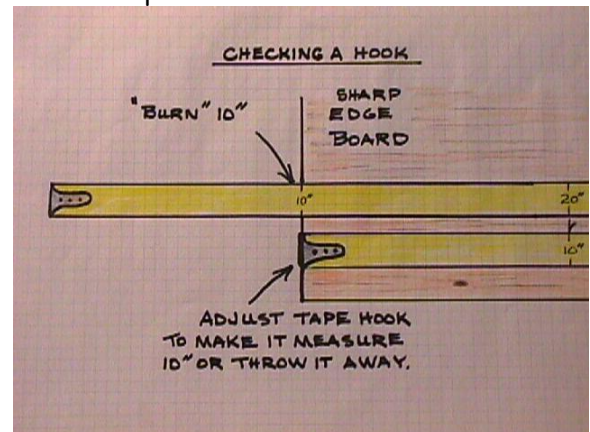 CHECKING A HOOK
"BURN" 10"
SHARP
EDGE
BOARD
10"
20"
10"
ADJUST TAPE HOOK
TO MAKE IT MEASURE
10" OR THROW IT AWAY.